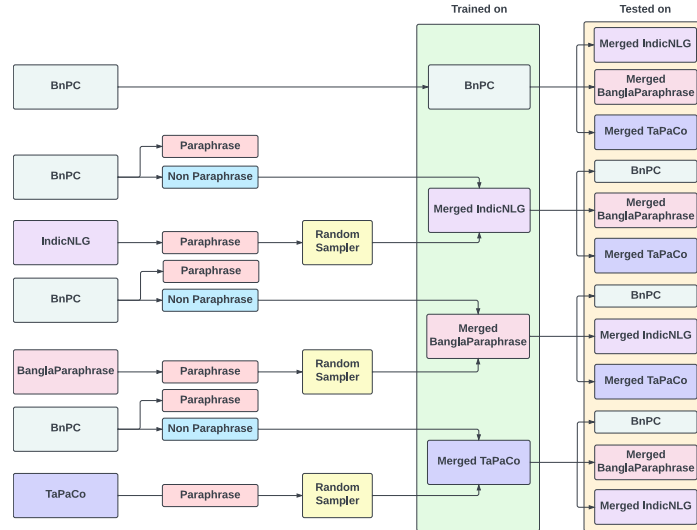 Trained on
Tested on
BnPC
BnPC
Merged IndicNLG
Merged
BanglaParaphrase
Merged TaPaCo
BnPC
Paraphrase
Non Paraphrase
IndicNLG
Paraphrase
Random
Sampler
Merged IndicNLG
BnPC
Merged
BanglaParaphrase
Merged TaPaCo
BnPC
Paraphrase
Non Paraphrase
BanglaParaphrase
Paraphrase
Random
Sampler
Merged
BanglaParaphrase
BnPC
Merged IndicNLG
Merged TaPaCo
BnPC
Paraphrase
Non Paraphrase
TaPaCo
Paraphrase
Random
Sampler
Merged TaPaCo
BnPC
Merged
BanglaParaphrase
Merged IndicNLG